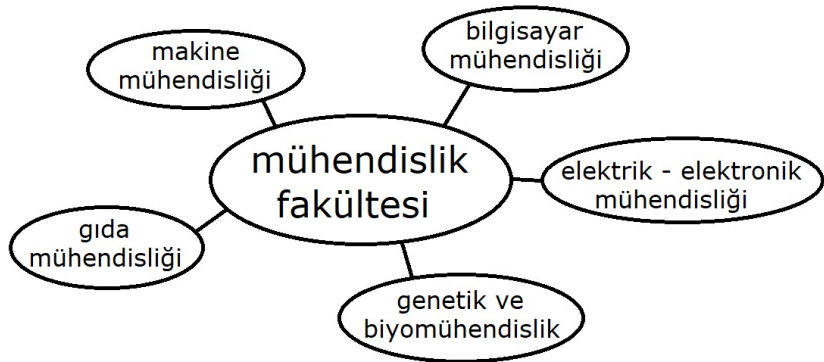 makine
mühendisliği
bilgisayar
mühendisliği
mühendislik
fakültesi
elektrik - elektronik
mühendisliği
gıda
mühendisliği
genetik ve
biyomühendislik